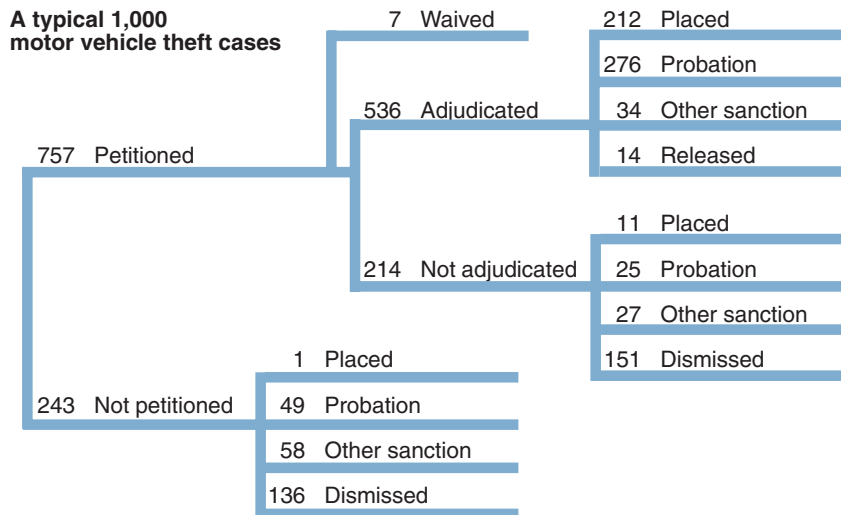 A typical 1,000
motor vehicle theft cases
7 Waived
212 Placed
276 Probation
536 Adjudicated
34 Other sanction
14 Released
757 Petitioned
11 Placed
25 Probation
214 Not adjudicated
27 Other sanction
151 Dismissed
1 Placed
243 Not petitioned
49 Probation
58 Other sanction
136 Dismissed